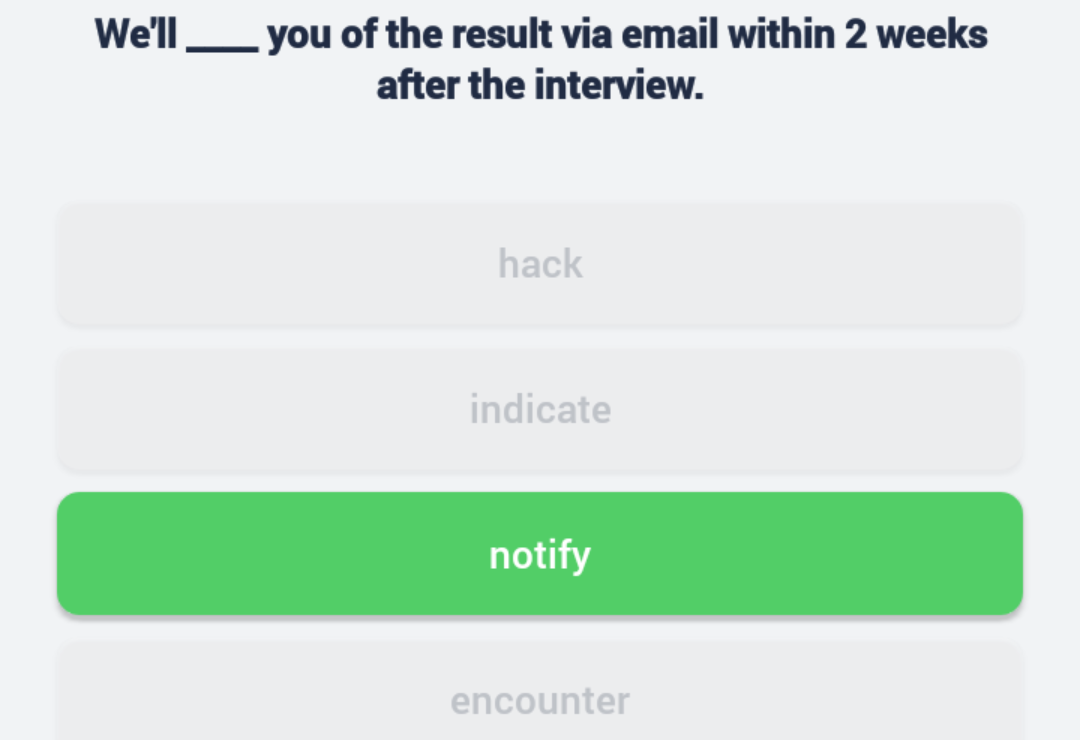 We'll ____ you of the result via email within 2 weeks
after the interview.
hack
indicate
notify
encounter